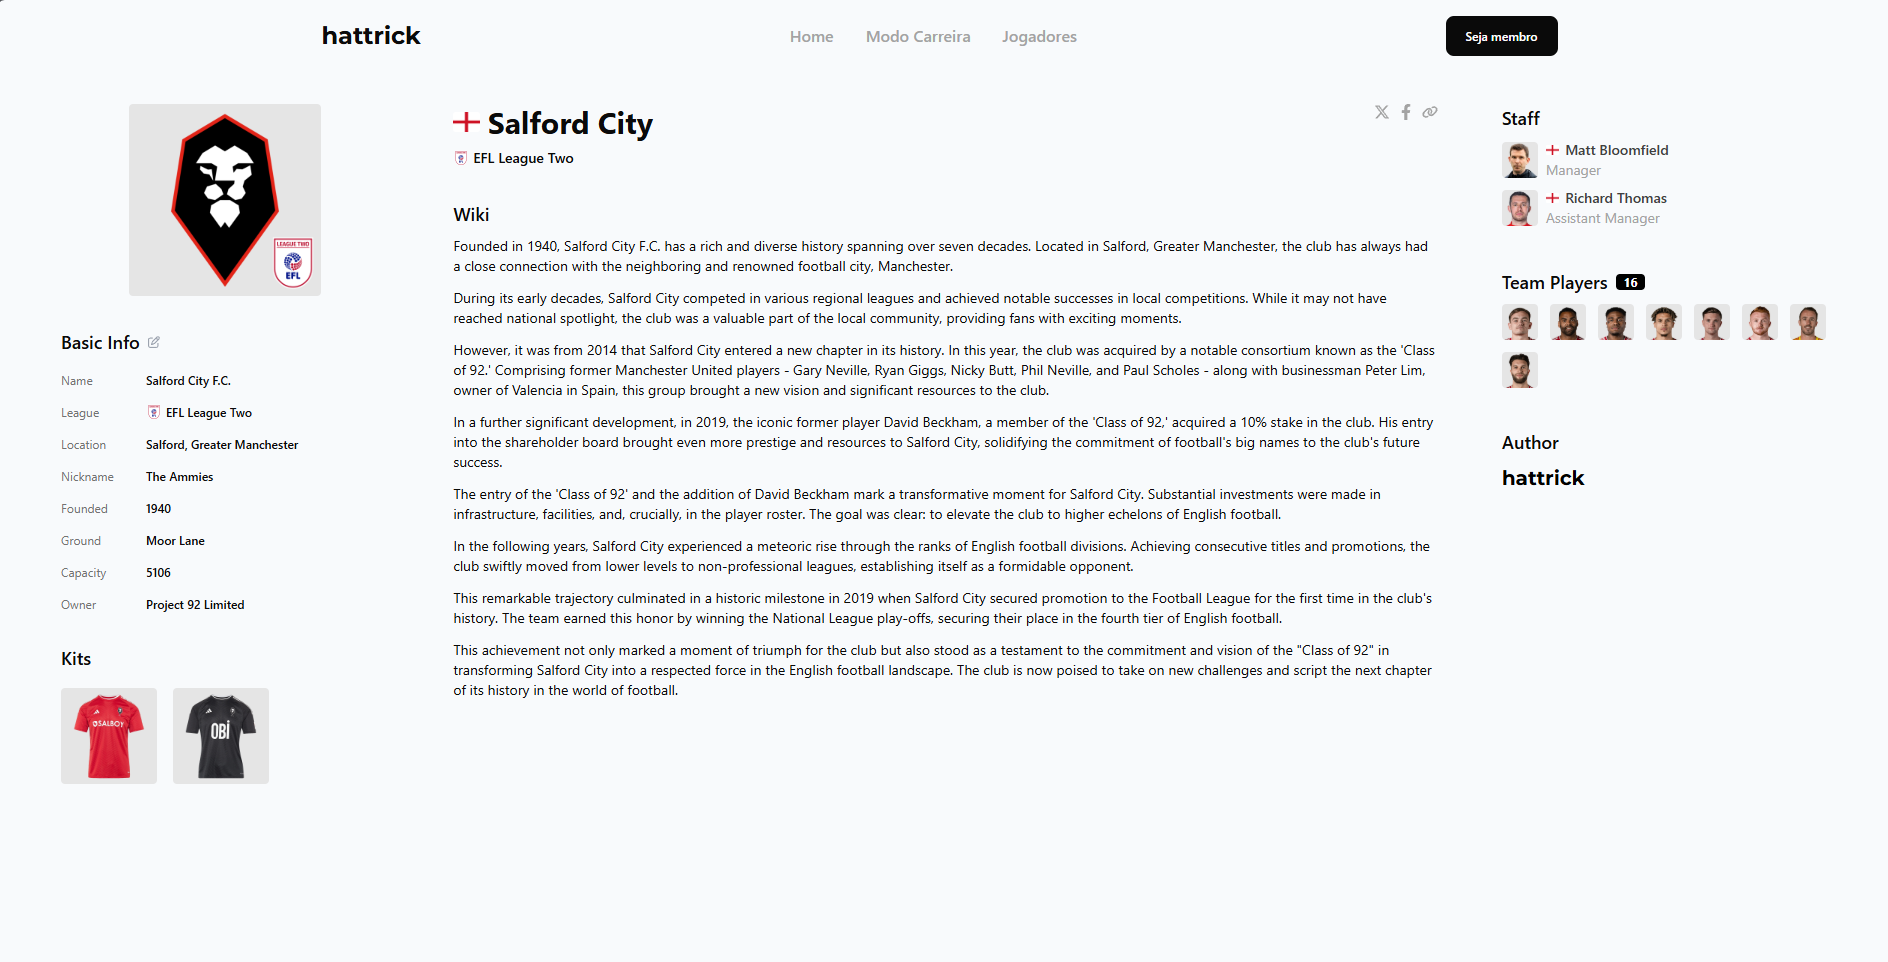 hattrick
Home
Modo Carreira
Jogadores
Seja membro
LEAGUE TWO
EFL
Basic Info
Name
Salford City F.C.
League
EFL League Two
Location
Salford, Greater Manchester
Nickname
The Ammies
Founded
1940
Ground
Moor Lane
Capacity
5106
Owner
Project 92 Limited
Kits
SALBOY
OBI
Salford City
EFL League Two
Wiki
Founded in 1940, Salford City F.C. has a rich and diverse history spanning over seven decades. Located in Salford, Greater Manchester, the club has always had
a close connection with the neighboring and renowned football city, Manchester.
During its early decades, Salford City competed in various regional leagues and achieved notable successes in local competitions. While it may not have
reached national spotlight, the club was a valuable part of the local community, providing fans with exciting moments.
However, it was from 2014 that Salford City entered a new chapter in its history. In this year, the club was acquired by a notable consortium known as the 'Class
of 92.' Comprising former Manchester United players - Gary Neville, Ryan Giggs, Nicky Butt, Phil Neville, and Paul Scholes - along with businessman Peter Lim,
owner of Valencia in Spain, this group brought a new vision and significant resources to the club.
In a further significant development, in 2019, the iconic former player David Beckham, a member of the 'Class of 92,' acquired a 10% stake in the club. His entry
into the shareholder board brought even more prestige and resources to Salford City, solidifying the commitment of football's big names to the club's future
success.
The entry of the 'Class of 92' and the addition of David Beckham mark a transformative moment for Salford City. Substantial investments were made in
infrastructure, facilities, and, crucially, in the player roster. The goal was clear: to elevate the club to higher echelons of English football.
In the following years, Salford City experienced a meteoric rise through the ranks of English football divisions. Achieving consecutive titles and promotions, the
club swiftly moved from lower levels to non-professional leagues, establishing itself as a formidable opponent.
This remarkable trajectory culminated in a historic milestone in 2019 when Salford City secured promotion to the Football League for the first time in the club's
history. The team earned this honor by winning the National League play-offs, securing their place in the fourth tier of English football.
This achievement not only marked a moment of triumph for the club but also stood as a testament to the commitment and vision of the "Class of 92" in
transforming Salford City into a respected force in the English football landscape. The club is now poised to take on new challenges and script the next chapter
of its history in the world of football.
Staff
Matt Bloomfield
Manager
Richard Thomas
Assistant Manager
Team Players 16
Author
hattrick